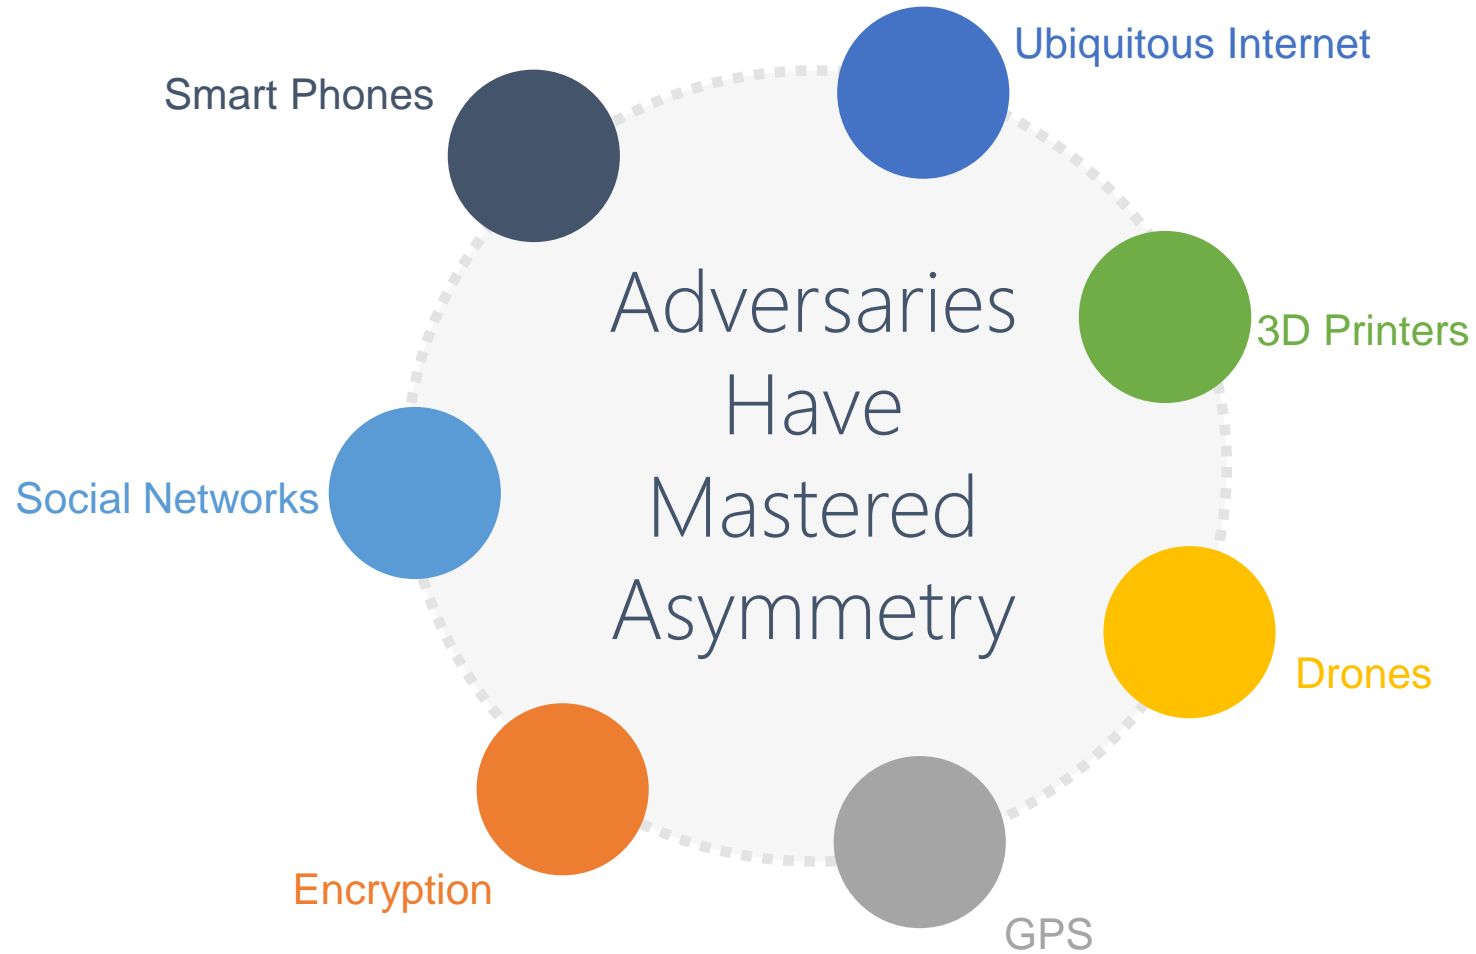 Ubiquitous Internet
Smart Phones
Adversaries
Have
Mastered
Asymmetry
3D Printers
Social Networks
Drones
Encryption
GPS